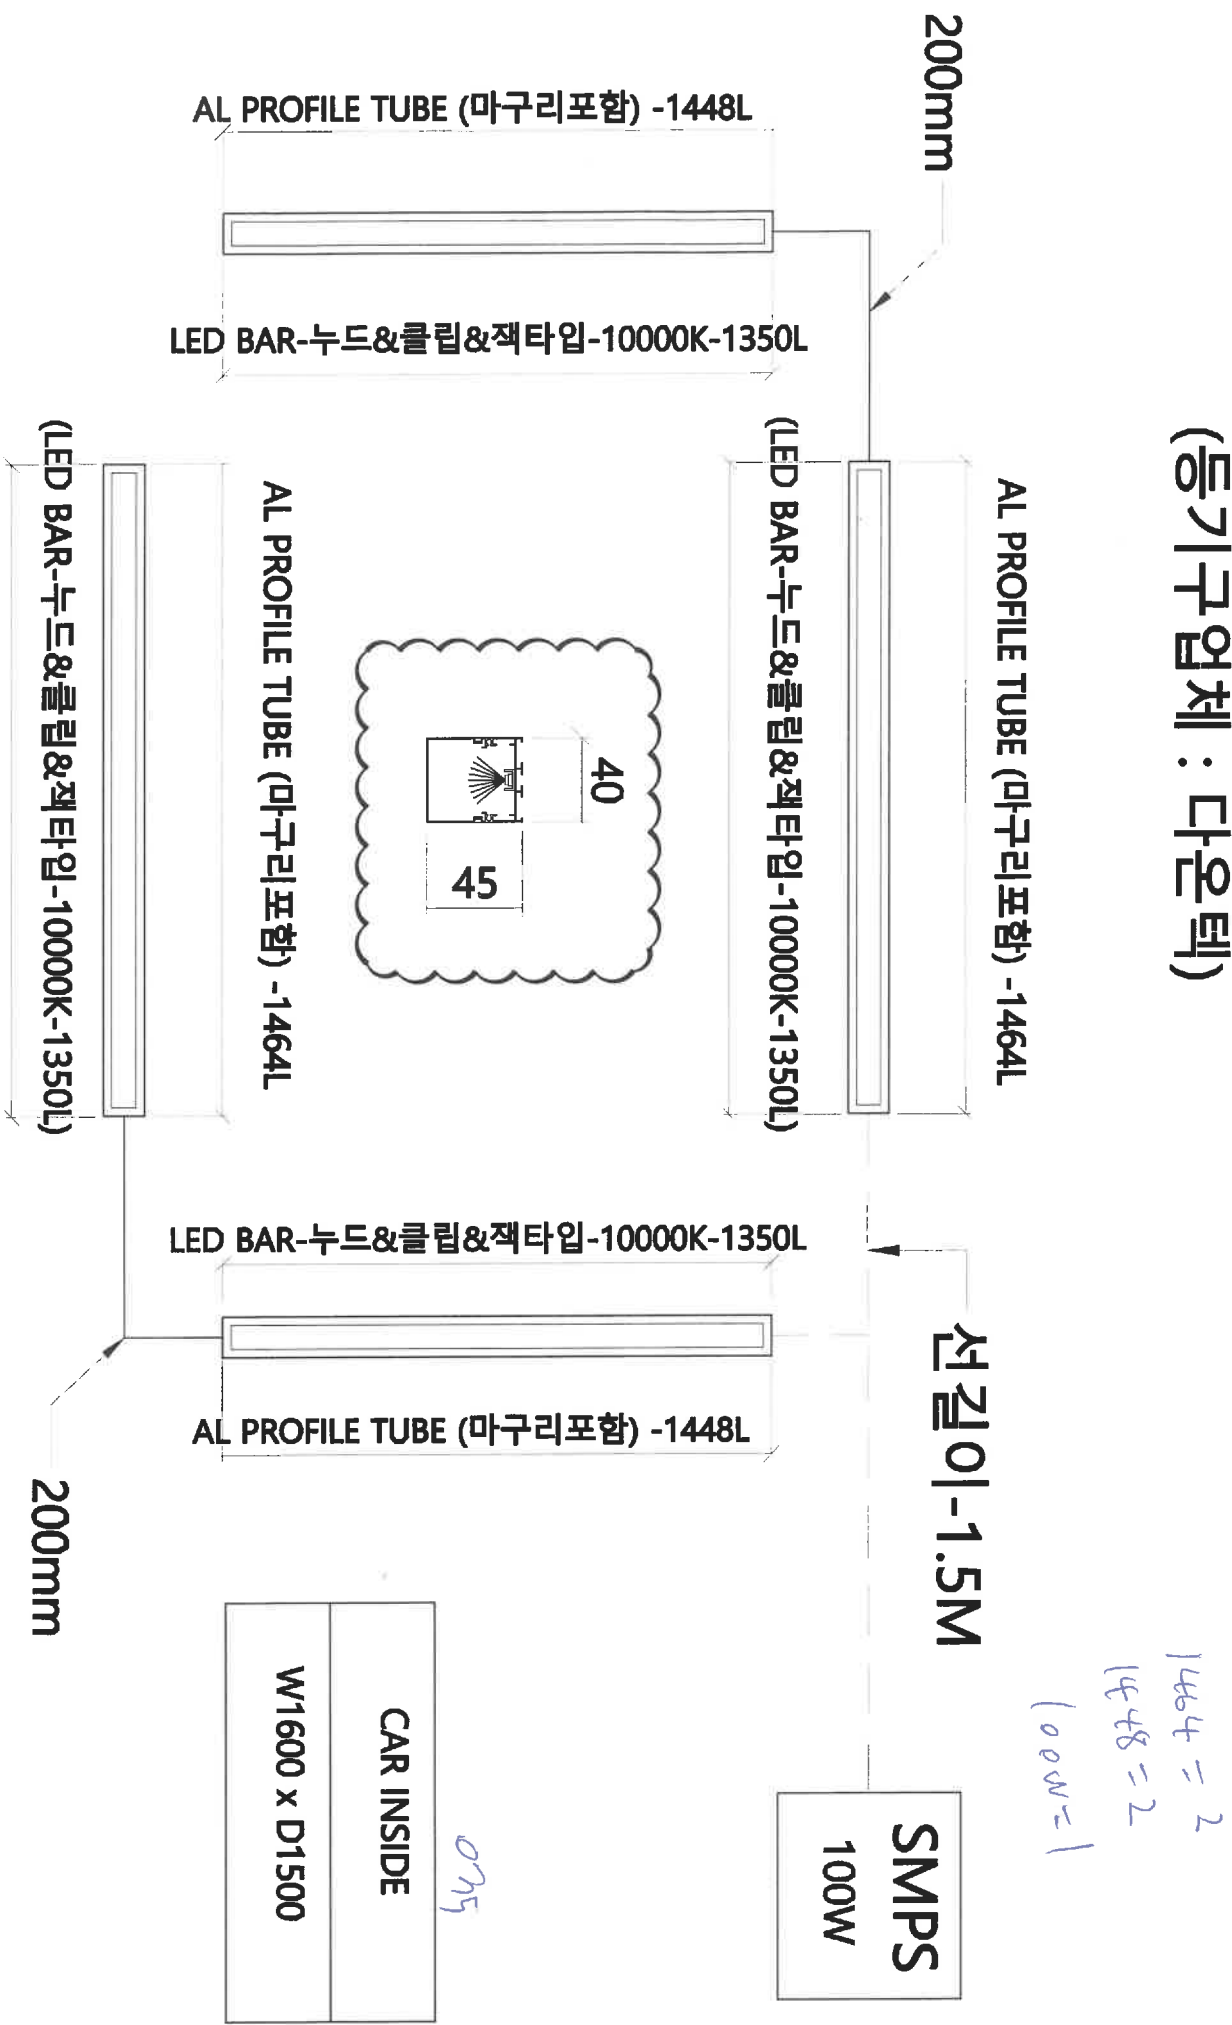 (등기구업체 : 다온텍)
1464 = 2
1448 = 2
100W = 1
AL PROFILE TUBE (마구리포함) -1464L
(LED BAR-누드&클립&잭타입-10000K-1350L)
200mm
선길이-1.5M
SMPS
100W
AL PROFILE TUBE (마구리포함) -1448L
LED BAR-누드&클립&잭타입-10000K-1350L
40
45
LED BAR-누드&클립&잭타입-10000K-1350L
AL PROFILE TUBE (마구리포함) -1448L
CAR INSIDE
W1600 x D1500
AL PROFILE TUBE (마구리포함) -1464L
(LED BAR-누드&클립&잭타입-10000K-1350L)
200mm